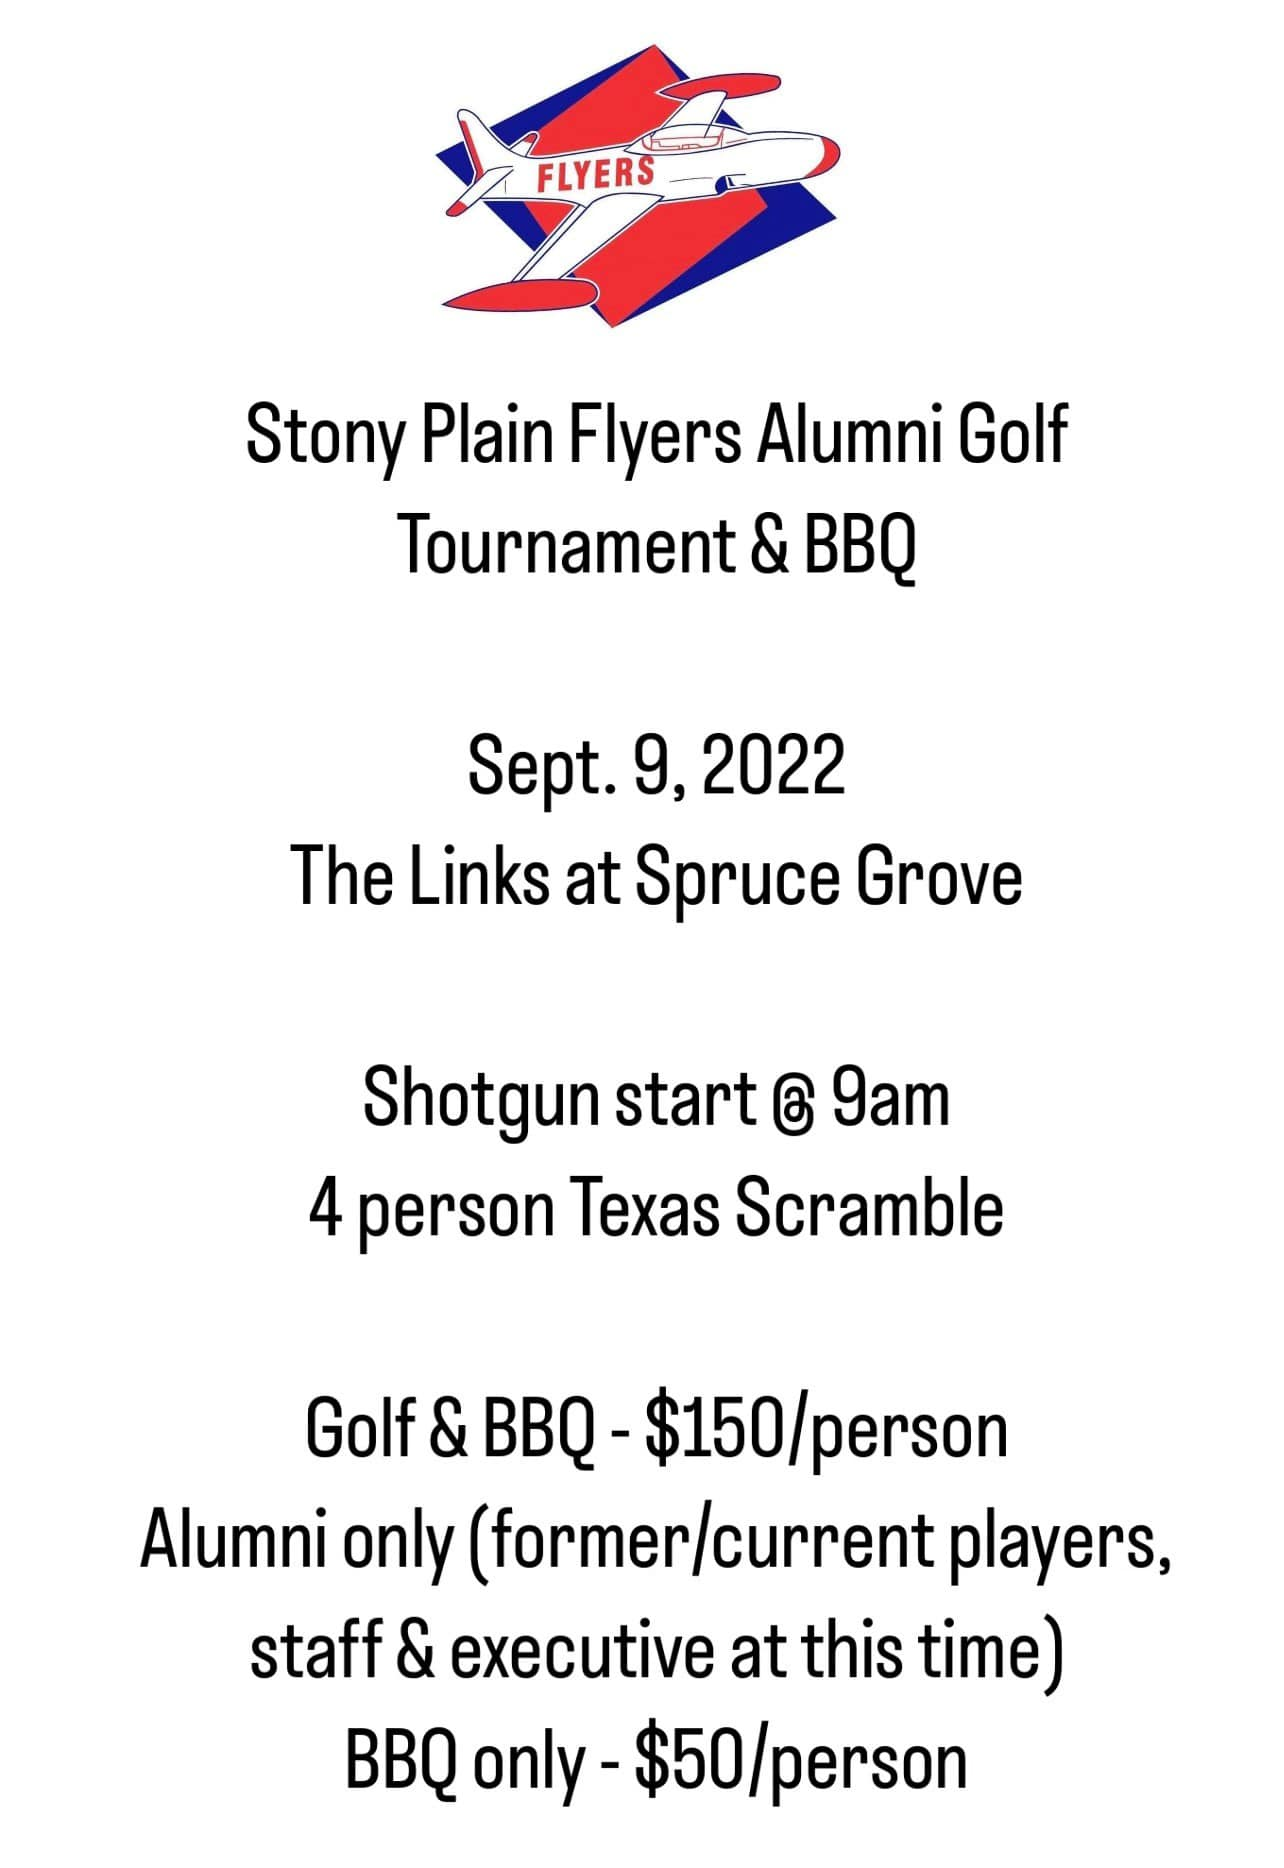 FLYERS
Stony Plain Flyers Alumni Golf
Tournament & BBQ
Sept. 9, 2022
The Links at Spruce Grove
Shotgun start @ 9am
4 person Texas Scramble
Golf & BBQ - $150/person
Alumni only (former/current players,
staff & executive at this time)
BBQ only - $50/person